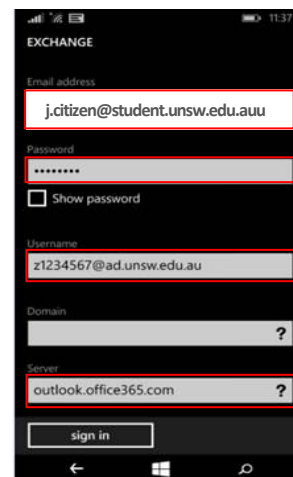 11:37
EXCHANGE
Email address
j.citizen@student.unsw.edu.auu
Password
••••••••
Show password
Username
z1234567@ad.unsw.edu.au
Domain
?
Server
outlook.office365.com ?
sign in